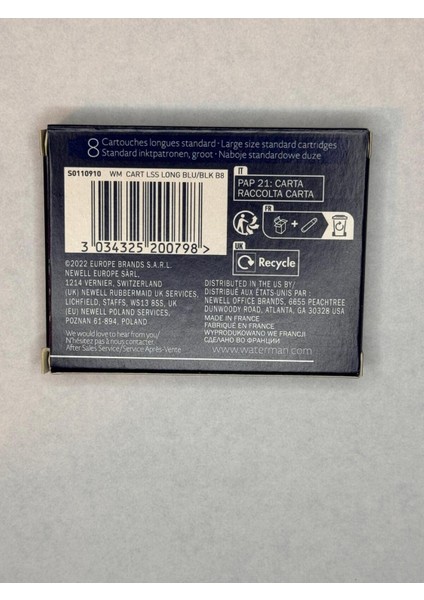 8 Cartouches longues standard · Large size standard cartridges
Standard inktpatronen, groot · Naboje standardowe duże
S0110910 WM CART LSS LONG BLU/BLK B8
3 034325 200798 >
IT
PAP 21: CARTA
RACCOLTA CARTA
FR
+
UK
Recycle
©2022 EUROPE BRANDS S.A.R.L.
NEWELL EUROPE SÀRL,
1214 VERNIER, SWITZERLAND
(UK) NEWELL RUBBERMAID UK SERVICES,
LICHFIELD, STAFFS, WS13 8SS, UK
(EU) NEWELL POLAND SERVICES,
POZNAN 61-894, POLAND
We would love to hear from you/
N'hésitez pas à nous contacter.
After Sales Service/Service Après-Vente
DISTRIBUTED IN THE US BY/
DISTRIBUÉ AUX ÉTATS-UNIS PAR:
NEWELL OFFICE BRANDS, 6655 PEACHTREE
DUNWOODY ROAD, ATLANTA, GA 30328 USA
MADE IN FRANCE
FABRIQUÉ EN FRANCE
WYPRODUKOWANO WE FRANCJI
СДЕЛАНО ВО ФРАНЦИИ
www.waterman.com